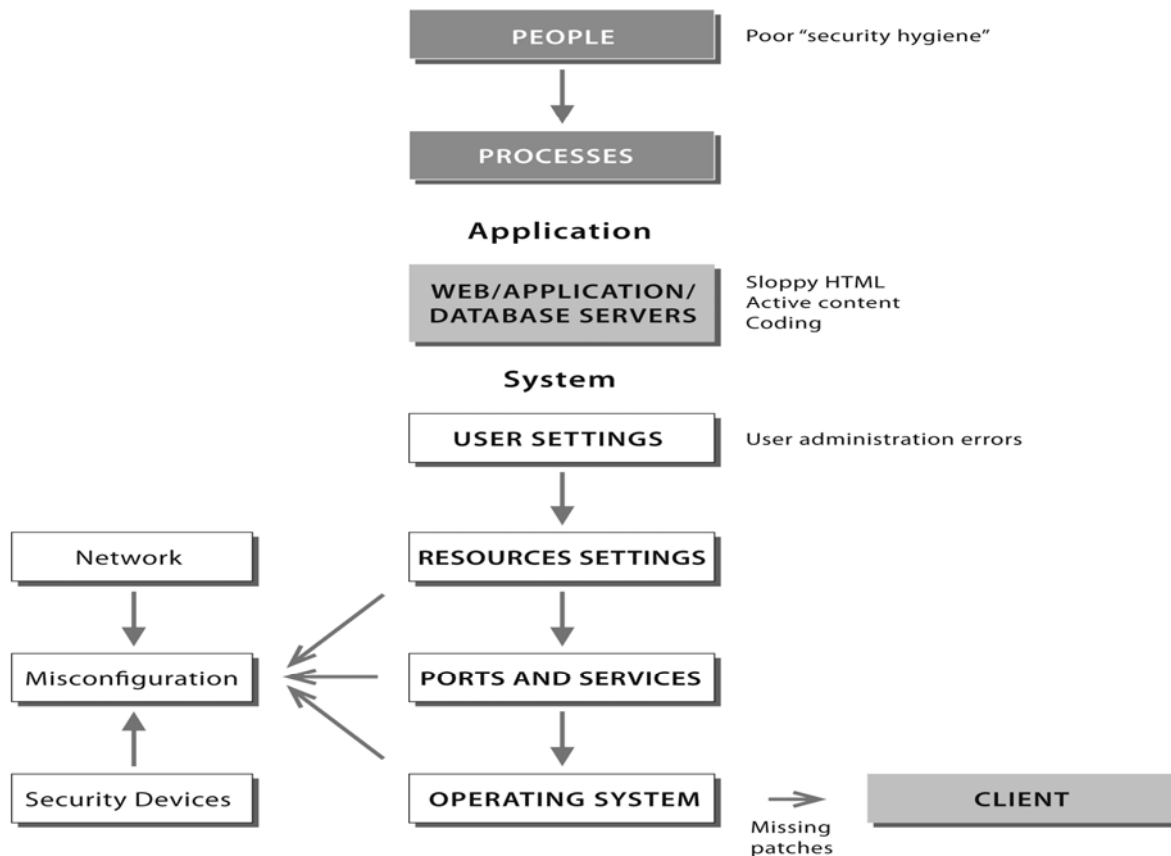 PEOPLE
Poor “security hygiene”
PROCESSES
Application
WEB/APPLICATION/
DATABASE SERVERS
Sloppy HTML
Active content
Coding
System
USER SETTINGS
User administration errors
Network
RESOURCES SETTINGS
Misconfiguration
PORTS AND SERVICES
Security Devices
OPERATING SYSTEM
Missing
patches
CLIENT